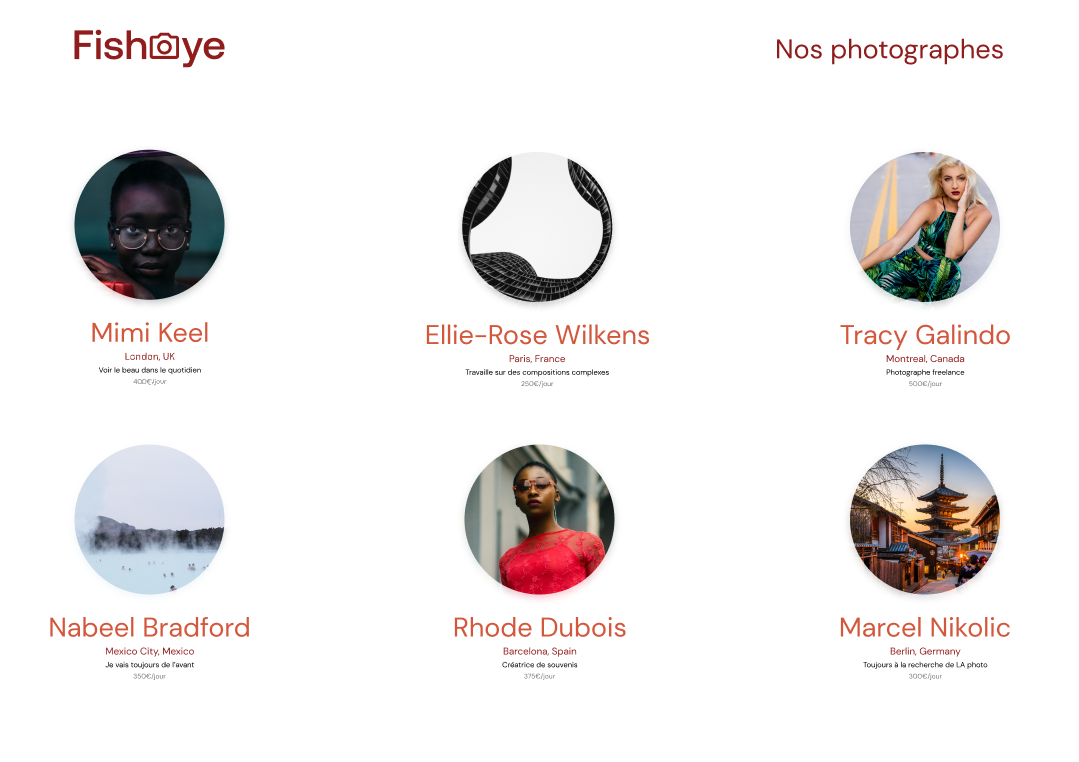 Fisheye
Nos photographes
Mimi Keel
London, UK
Voir le beau dans le quotidien
400€/jour
Ellie-Rose Wilkens
Paris, France
Travaille sur des compositions complexes
250€/jour
Tracy Galindo
Montreal, Canada
Photographe freelance
500€/jour
Nabeel Bradford
Mexico City, Mexico
Je vais toujours de l'avant
350€/jour
Rhode Dubois
Barcelona, Spain
Créatrice de souvenis
375€/jour
Marcel Nikolic
Berlin, Germany
Toujours à la recherche de LA photo
300€/jour